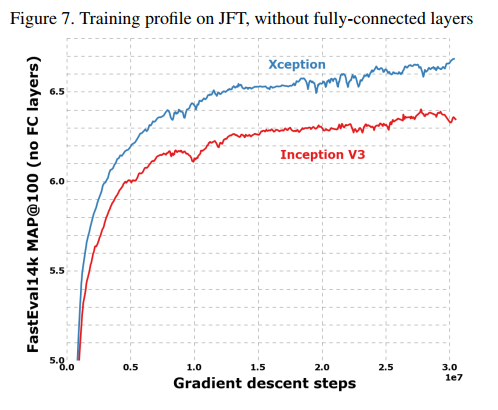 Figure 7. Training profile on JFT, without fully-connected layers
FastEval14k MAP@100 (no FC layers)
Xception
6.5
Inception V3
6.0
5.5
5.0
0.0 0.5 1.0 1.5 2.0 2.5 3.0
1e7
Gradient descent steps